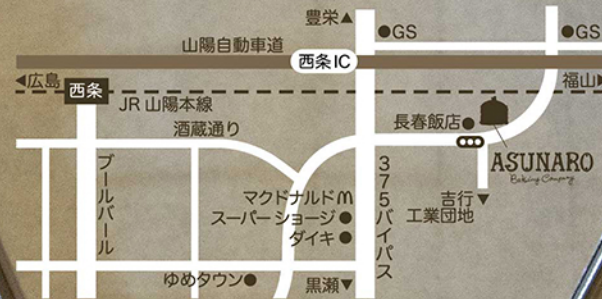 豊栄▲
●GS
●GS
山陽自動車道
西条IC
◀広島
西条
福山▶
JR山陽本線
酒蔵通り
長春飯店●
ASUNARO
Baking Company
ブールバール
375バイパス
マクドナルド
スーパーショージ●
ダイキ●
吉行
工業団地▼
ゆめタウン●
黒瀬▼